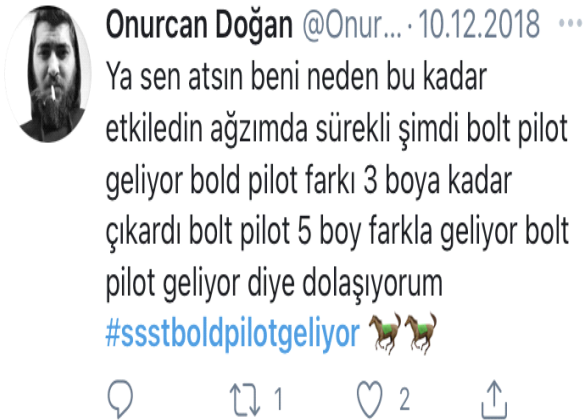 Onurcan Doğan @Onur... · 10.12.2018
Ya sen atsın beni neden bu kadar
etkiledin ağzımda sürekli şimdi bolt pilot
geliyor bold pilot farkı 3 boya kadar
çıkardı bolt pilot 5 boy farkla geliyor bolt
pilot geliyor diye dolaşıyorum
#ssstboldpilotgeliyor
1 2